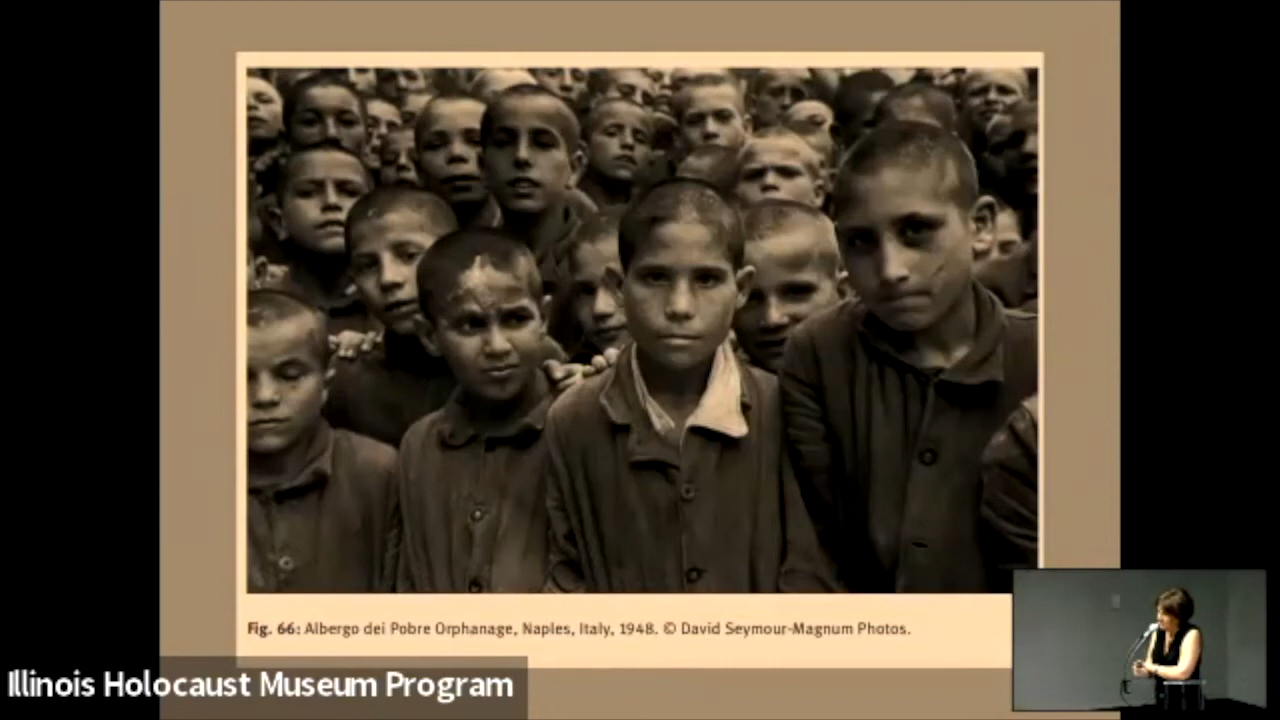 Fig. 66: Albergo dei Pobre Orphanage, Naples, Italy, 1948. © David Seymour-Magnum Photos.
Illinois Holocaust Museum Program